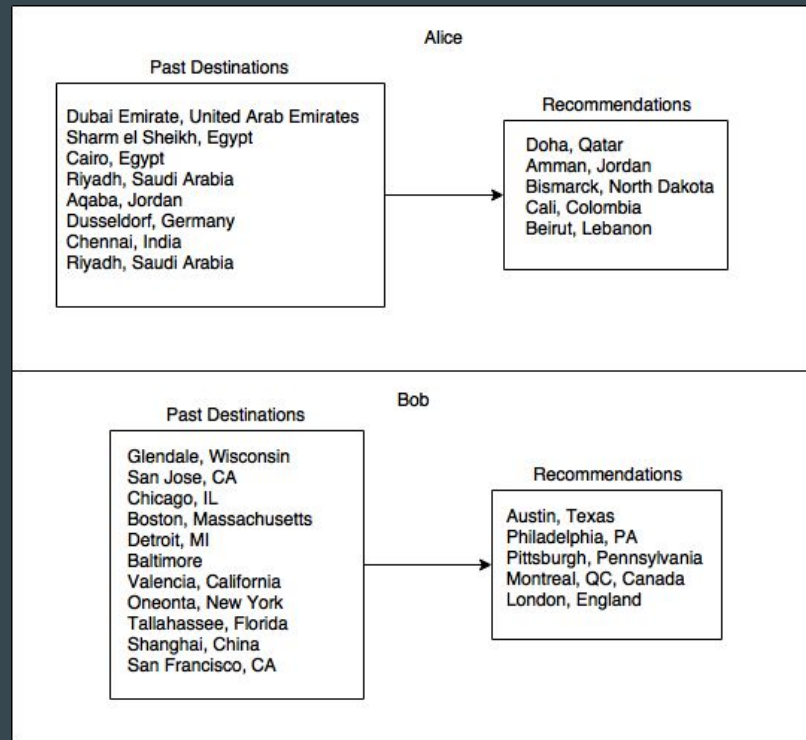 Alice
Past Destinations
Dubai Emirate, United Arab Emirates
Sharm el Sheikh, Egypt
Cairo, Egypt
Riyadh, Saudi Arabia
Aqaba, Jordan
Dusseldorf, Germany
Chennai, India
Riyadh, Saudi Arabia
Recommendations
Doha, Qatar
Amman, Jordan
Bismarck, North Dakota
Cali, Colombia
Beirut, Lebanon
Bob
Past Destinations
Glendale, Wisconsin
San Jose, CA
Chicago, IL
Boston, Massachusetts
Detroit, MI
Baltimore
Valencia, California
Oneonta, New York
Tallahassee, Florida
Shanghai, China
San Francisco, CA
Recommendations
Austin, Texas
Philadelphia, PA
Pittsburgh, Pennsylvania
Montreal, QC, Canada
London, England